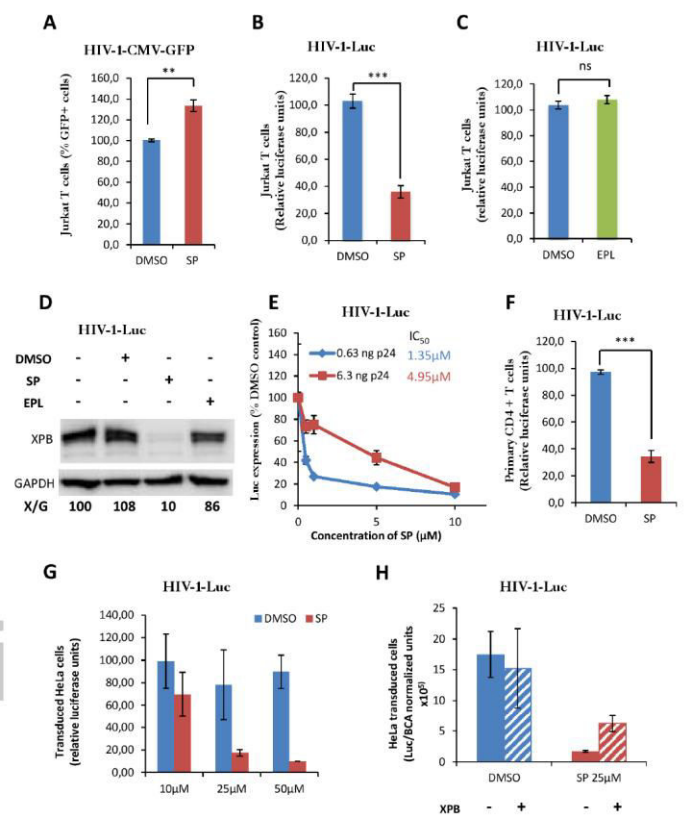 A
HIV-1-CMV-GFP
Jurkat T cells (% GFP+ cells)
160,0
140,0
120,0
100,0
80,0
60,0
40,0
20,0
0,0
**
DMSO SP
B
HIV-1-Luc
Jurkat T cells
(Relative luciferase units)
120,0
100,0
80,0
60,0
40,0
20,0
0,0
***
DMSO SP
C
HIV-1-Luc
Jurkat T cells
(relative luciferase units)
120,0
100,0
80,0
60,0
40,0
20,0
0,0
ns
DMSO EPL
D
HIV-1-Luc
DMSO - + - -
SP - - + -
EPL - - - +
XPB
GAPDH
X/G 100 108 10 86
E
HIV-1-Luc
Luc expression (% DMSO control)
160
140
120
100
80
60
40
20
0
IC50
0.63 ng p24 1.35µM
6.3 ng p24 4.95µM
0 5 10
Concentration of SP (µM)
F
HIV-1-Luc
Primary CD4 + T cells
(Relative luciferase units)
120,0
100,0
80,0
60,0
40,0
20,0
0,0
***
DMSO SP
G
HIV-1-Luc
Transduced HeLa cells
(relative luciferase units)
140,00
120,00
100,00
80,00
60,00
40,00
20,00
0,00
DMSO SP
10µM 25µM 50µM
H
HIV-1-Luc
HeLa transduced cells
(Luc/BCA normalized units
x10⁵)
25
20
15
10
5
0
DMSO SP 25µM
XPB - + - +